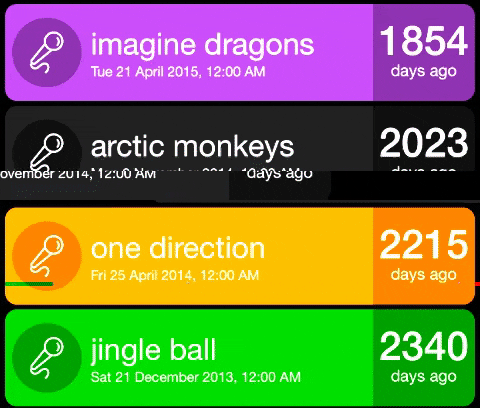 imagine dragons
Tue 21 April 2015, 12:00 AM
1854
days ago
arctic monkeys
2023
ovember 2014, 12:00 AM
days ago
one direction
Fri 25 April 2014, 12:00 AM
2215
days ago
jingle ball
Sat 21 December 2013, 12:00 AM
2340
days ago